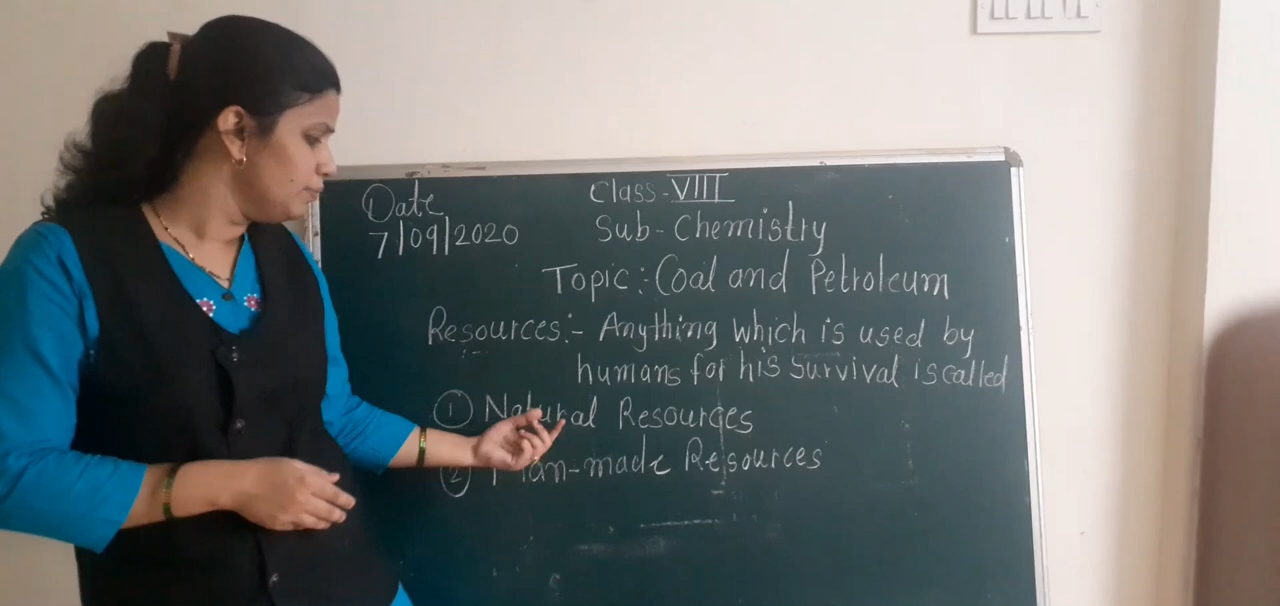 Date
7/09/2020
Class-VIII
Sub-Chemistry
Topic:-Coal and Petroleum
Resources:- Anything which is used by
humans for his survival is called
① Natural Resources
② Man-made Resources